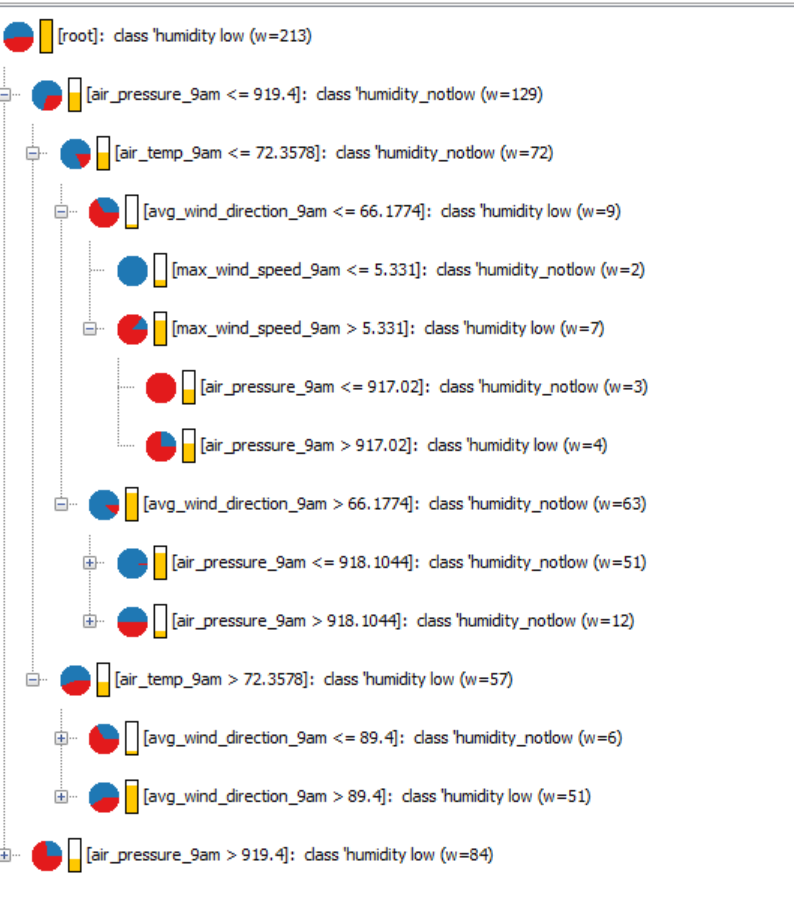 [root]: class 'humidity low (w=213)
[air_pressure_9am <= 919.4]: class 'humidity_notlow (w=129)
[air_temp_9am <= 72.3578]: class 'humidity_notlow (w=72)
[avg_wind_direction_9am <= 66.1774]: class 'humidity low (w=9)
[max_wind_speed_9am <= 5.331]: class 'humidity_notlow (w=2)
[max_wind_speed_9am > 5.331]: class 'humidity low (w=7)
[air_pressure_9am <= 917.02]: class 'humidity_notlow (w=3)
[air_pressure_9am > 917.02]: class 'humidity low (w=4)
[avg_wind_direction_9am > 66.1774]: class 'humidity_notlow (w=63)
[air_pressure_9am <= 918.1044]: class 'humidity_notlow (w=51)
[air_pressure_9am > 918.1044]: class 'humidity_notlow (w=12)
[air_temp_9am > 72.3578]: class 'humidity low (w=57)
[avg_wind_direction_9am <= 89.4]: class 'humidity_notlow (w=6)
[avg_wind_direction_9am > 89.4]: class 'humidity low (w=51)
[air_pressure_9am > 919.4]: class 'humidity low (w=84)